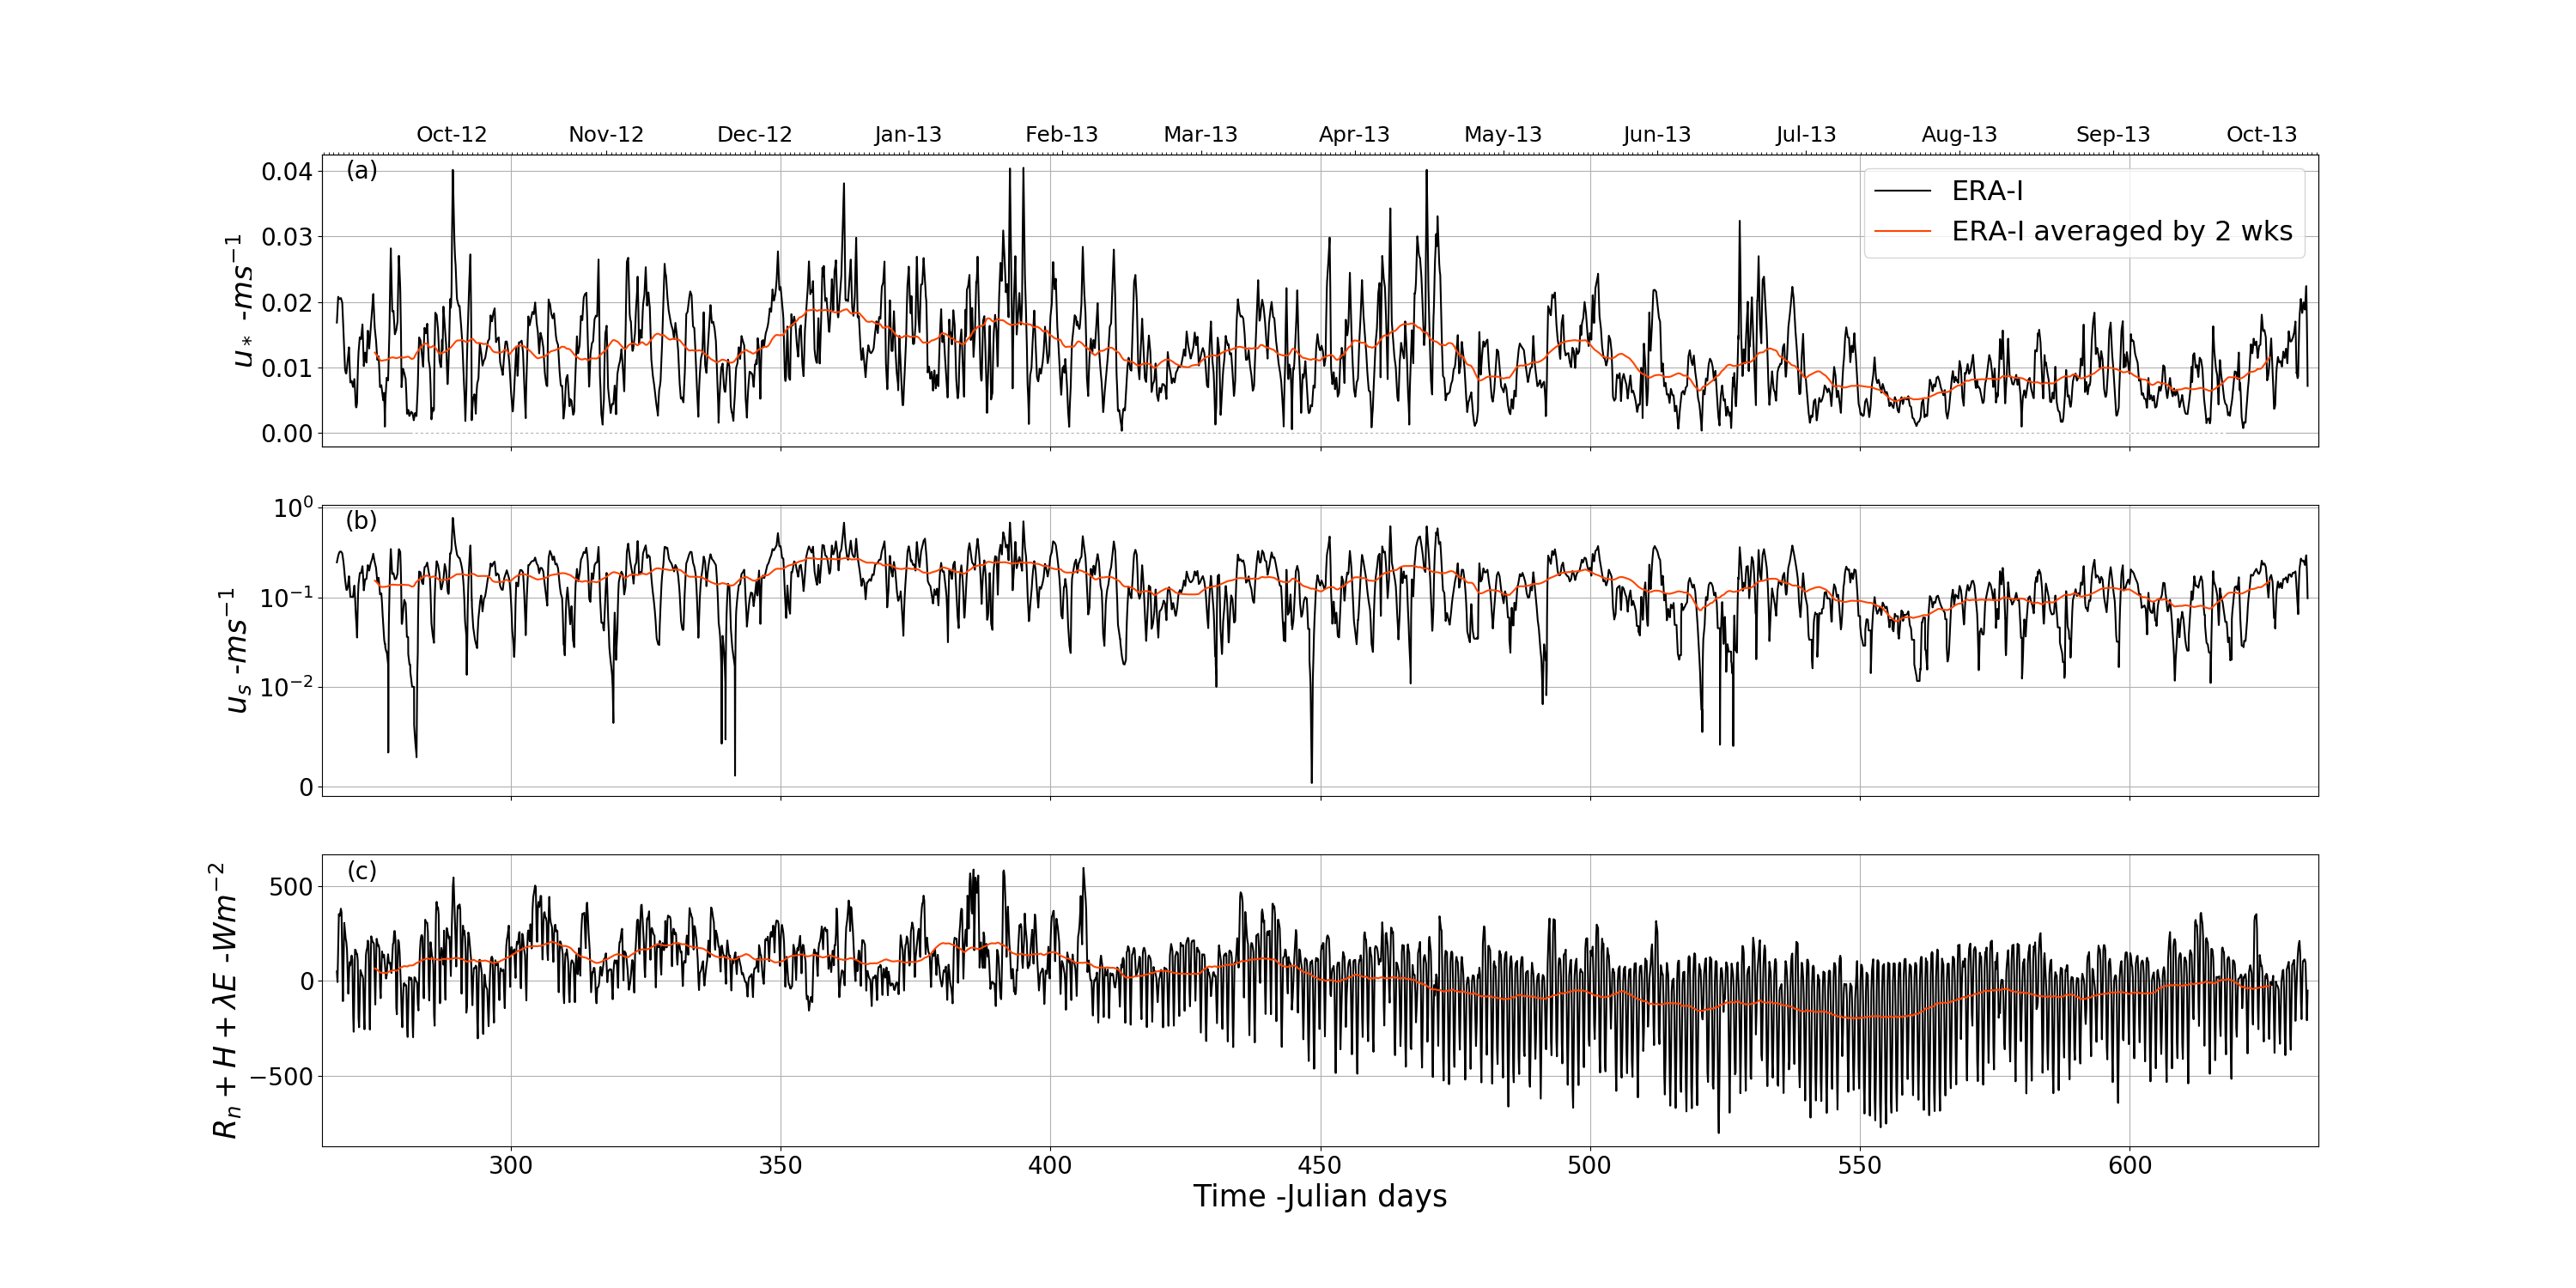 Oct-12 Nov-12 Dec-12 Jan-13 Feb-13 Mar-13 Apr-13 May-13 Jun-13 Jul-13 Aug-13 Sep-13 Oct-13
(a)
0.04
0.03
0.02
0.01
0.00
u* -ms⁻¹
ERA-I
ERA-I averaged by 2 wks
(b)
10⁰
10⁻¹
10⁻²
0
uₛ -ms⁻¹
(c)
500
0
−500
Rₙ + H + λE -Wm⁻²
300 350 400 450 500 550 600
Time -Julian days